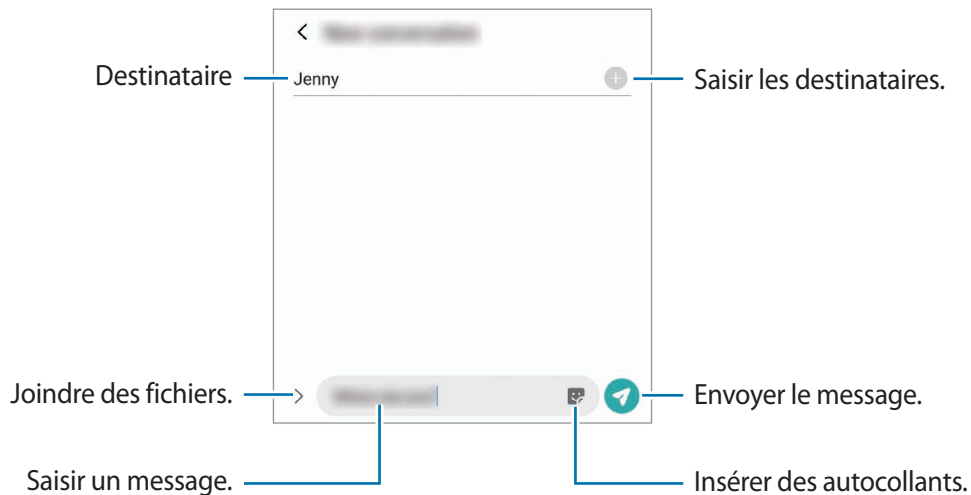 Destinataire
Jenny
Saisir les destinataires.
Joindre des fichiers.
Envoyer le message.
Saisir un message.
Insérer des autocollants.